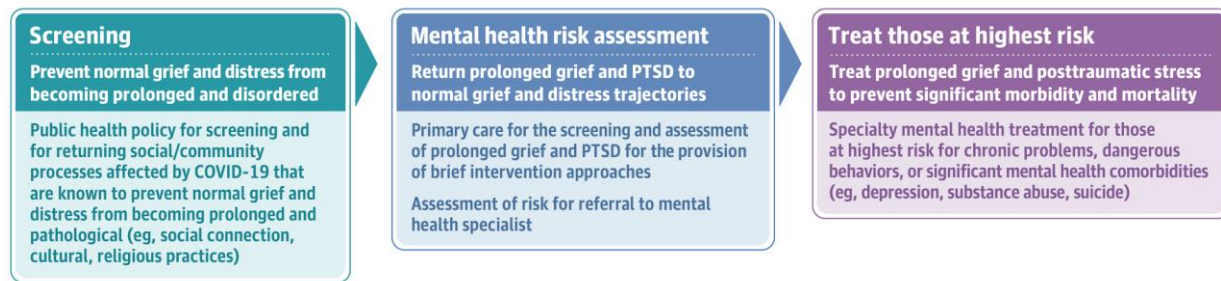 Screening
Prevent normal grief and distress from
becoming prolonged and disordered
Public health policy for screening and
for returning social/community
processes affected by COVID-19 that
are known to prevent normal grief and
distress from becoming prolonged and
pathological (eg, social connection,
cultural, religious practices)
Mental health risk assessment
Return prolonged grief and PTSD to
normal grief and distress trajectories
Primary care for the screening and assessment
of prolonged grief and PTSD for the provision
of brief intervention approaches
Assessment of risk for referral to mental
health specialist
Treat those at highest risk
Treat prolonged grief and posttraumatic stress
to prevent significant morbidity and mortality
Specialty mental health treatment for those
at highest risk for chronic problems, dangerous
behaviors, or significant mental health comorbidities
(eg, depression, substance abuse, suicide)